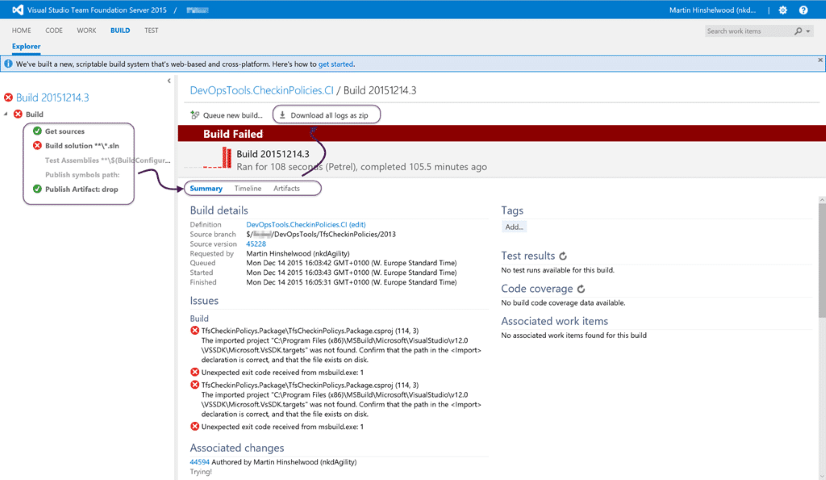 Visual Studio Team Foundation Server 2015 /
Martin Hinshelwood (nkd... |
HOME CODE WORK BUILD TEST
Search work items
Explorer
We've built a new, scriptable build system that's web-based and cross-platform. Here's how to get started.
Build 20151214.3
Build
Get sources
Build solution **\*.sln
Test Assemblies **\$(BuildConfigur...
Publish symbols path:
Publish Artifact: drop
DevOpsTools.CheckinPolicies.CI / Build 20151214.3
Queue new build... Download all logs as zip
Build Failed
Build 20151214.3
Ran for 108 seconds (Petrel), completed 105.5 minutes ago
Summary Timeline Artifacts
Build details
Definition DevOpsTools.CheckinPolicies.CI (edit)
Source branch $/ /DevOpsTools/TfsCheckinPolicies/2013
Source version 45228
Requested by Martin Hinshelwood (nkdAgility)
Queued Mon Dec 14 2015 16:03:42 GMT+0100 (W. Europe Standard Time)
Started Mon Dec 14 2015 16:03:43 GMT+0100 (W. Europe Standard Time)
Finished Mon Dec 14 2015 16:05:31 GMT+0100 (W. Europe Standard Time)
Issues
Build
TfsCheckinPolicys.Package\TfsCheckinPolicys.Package.csproj (114, 3)
The imported project "C:\Program Files (x86)\MSBuild\Microsoft\VisualStudio\v12.0
\VSSDK\Microsoft.VsSDK.targets" was not found. Confirm that the path in the <Import>
declaration is correct, and that the file exists on disk.
Unexpected exit code received from msbuild.exe: 1
TfsCheckinPolicys.Package\TfsCheckinPolicys.Package.csproj (114, 3)
The imported project "C:\Program Files (x86)\MSBuild\Microsoft\VisualStudio\v12.0
\VSSDK\Microsoft.VsSDK.targets" was not found. Confirm that the path in the <Import>
declaration is correct, and that the file exists on disk.
Unexpected exit code received from msbuild.exe: 1
Associated changes
44594 Authored by Martin Hinshelwood (nkdAgility)
Trying!
Tags
Add...
Test results
No test runs available for this build.
Code coverage
No build code coverage data available.
Associated work items
No associated work items found for this build